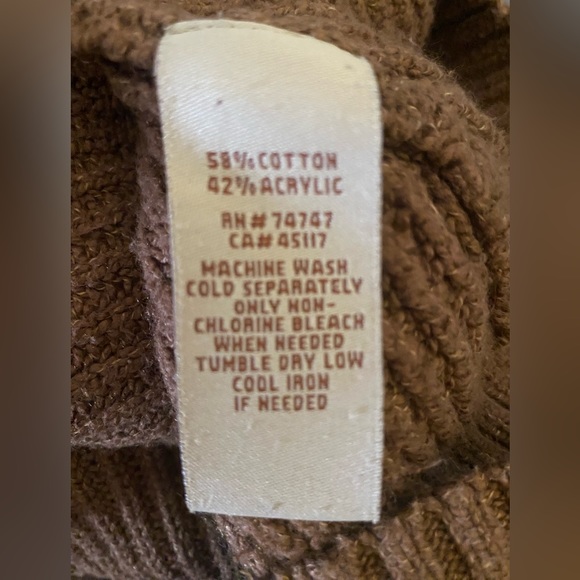 58% COTTON
42% ACRYLIC
RN# 74747
CA# 45117
MACHINE WASH
COLD SEPARATELY
ONLY NON-
CHLORINE BLEACH
WHEN NEEDED
TUMBLE DRY LOW
COOL IRON
IF NEEDED